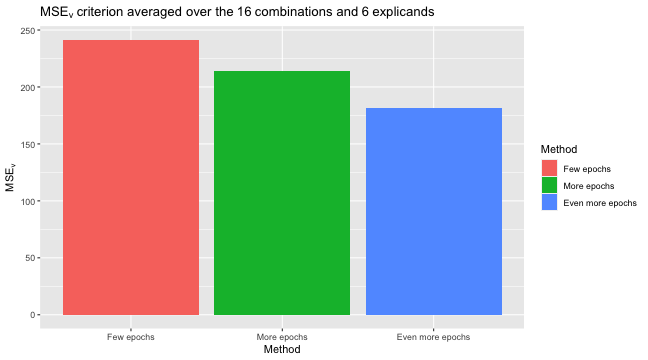 MSEᵥ criterion averaged over the 16 combinations and 6 explicands
250
200
150
100
50
0
MSEᵥ
Few epochs
More epochs
Even more epochs
Method
Method
Few epochs
More epochs
Even more epochs